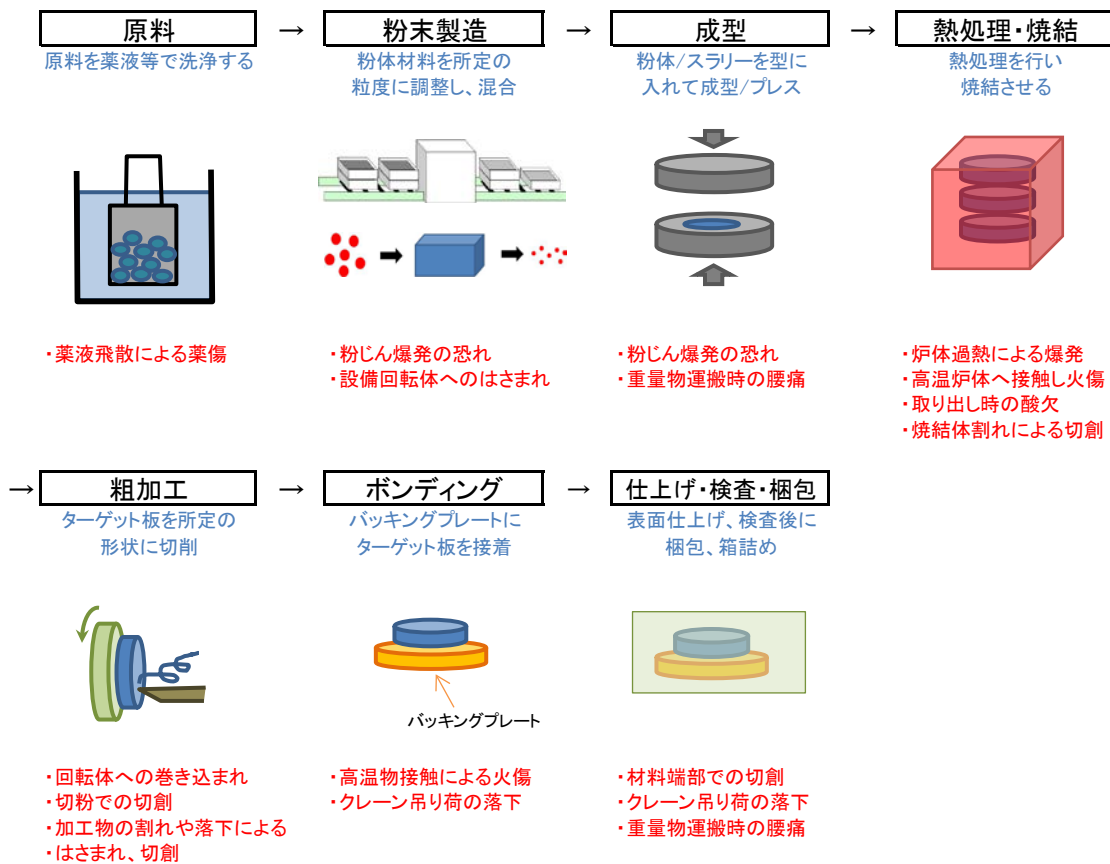 原料 → 粉末製造 → 成型 → 熱処理・焼結
原料を薬液等で洗浄する
粉体材料を所定の
粒度に調整し、混合
粉体/スラリーを型に
入れて成型/プレス
熱処理を行い
焼結させる
・薬液飛散による薬傷
・粉じん爆発の恐れ
・設備回転体へのはさまれ
・粉じん爆発の恐れ
・重量物運搬時の腰痛
・炉体過熱による爆発
・高温炉体へ接触し火傷
・取り出し時の酸欠
・焼結体割れによる切創
→ 粗加工 → ボンディング → 仕上げ・検査・梱包
ターゲット板を所定の
形状に切削
バッキングプレートに
ターゲット板を接着
表面仕上げ、検査後に
梱包、箱詰め
バッキングプレート
・回転体への巻き込まれ
・切粉での切創
・加工物の割れや落下による
・はさまれ、切創
・高温物接触による火傷
・クレーン吊り荷の落下
・材料端部での切創
・クレーン吊り荷の落下
・重量物運搬時の腰痛